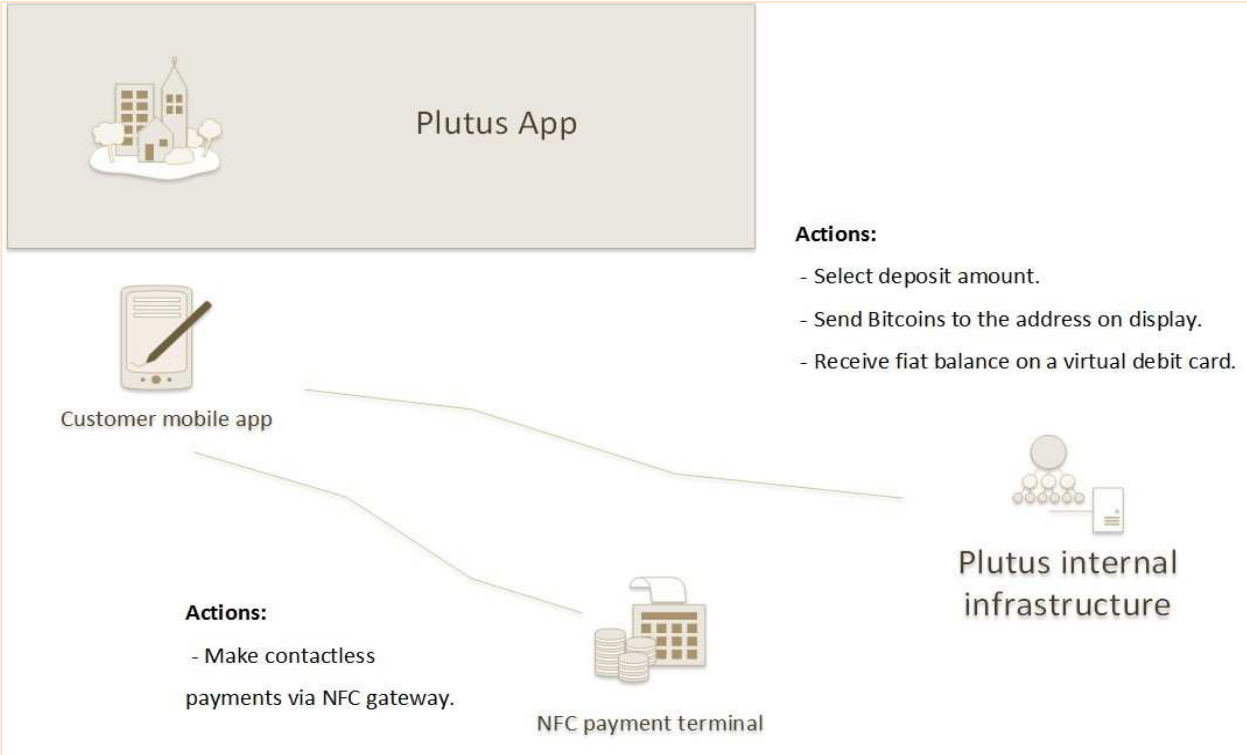 Plutus App
Actions:
- Select deposit amount.
- Send Bitcoins to the address on display.
- Receive fiat balance on a virtual debit card.
Customer mobile app
Plutus internal
infrastructure
Actions:
- Make contactless
payments via NFC gateway.
NFC payment terminal